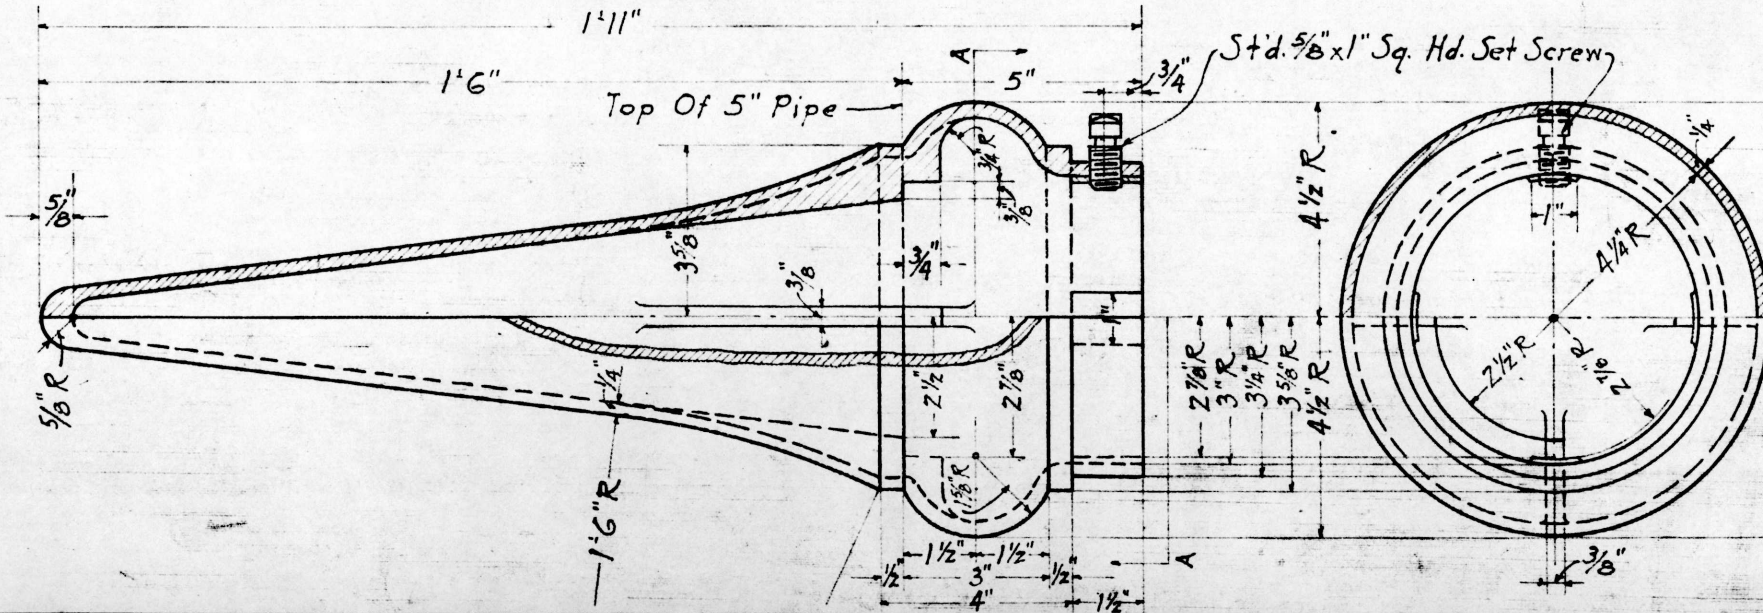 1'-11"
1'-6"
A
5"
3/4"
Std. 5/8" x 1" Sq. Hd. Set Screw
Top Of 5" Pipe
5/8"
3 5/8"
3/4" R
3/8"
3/4"
3/8"
1"
4 1/2" R
1/4"
1"
4 1/4" R
5/8" R
1/4"
2 1/2"
2 7/8"
1 5/8" R
2 7/8" R
3" R
3 1/4" R
3 5/8" R
4 1/2" R
2 1/2" R
2 7/8" R
1'-6" R
A
1 1/2"
1 1/2"
1/2"
3"
1/2"
4"
1 1/2"
3/8"